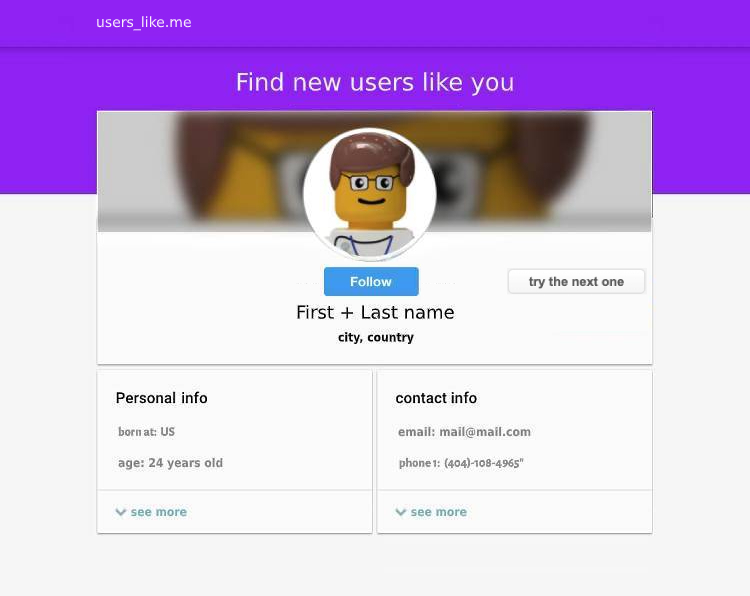 users_like.me
Find new users like you
Follow
try the next one
First + Last name
city, country
Personal info
born at: US
age: 24 years old
see more
contact info
email: mail@mail.com
phone 1: (404)-108-4965"
see more